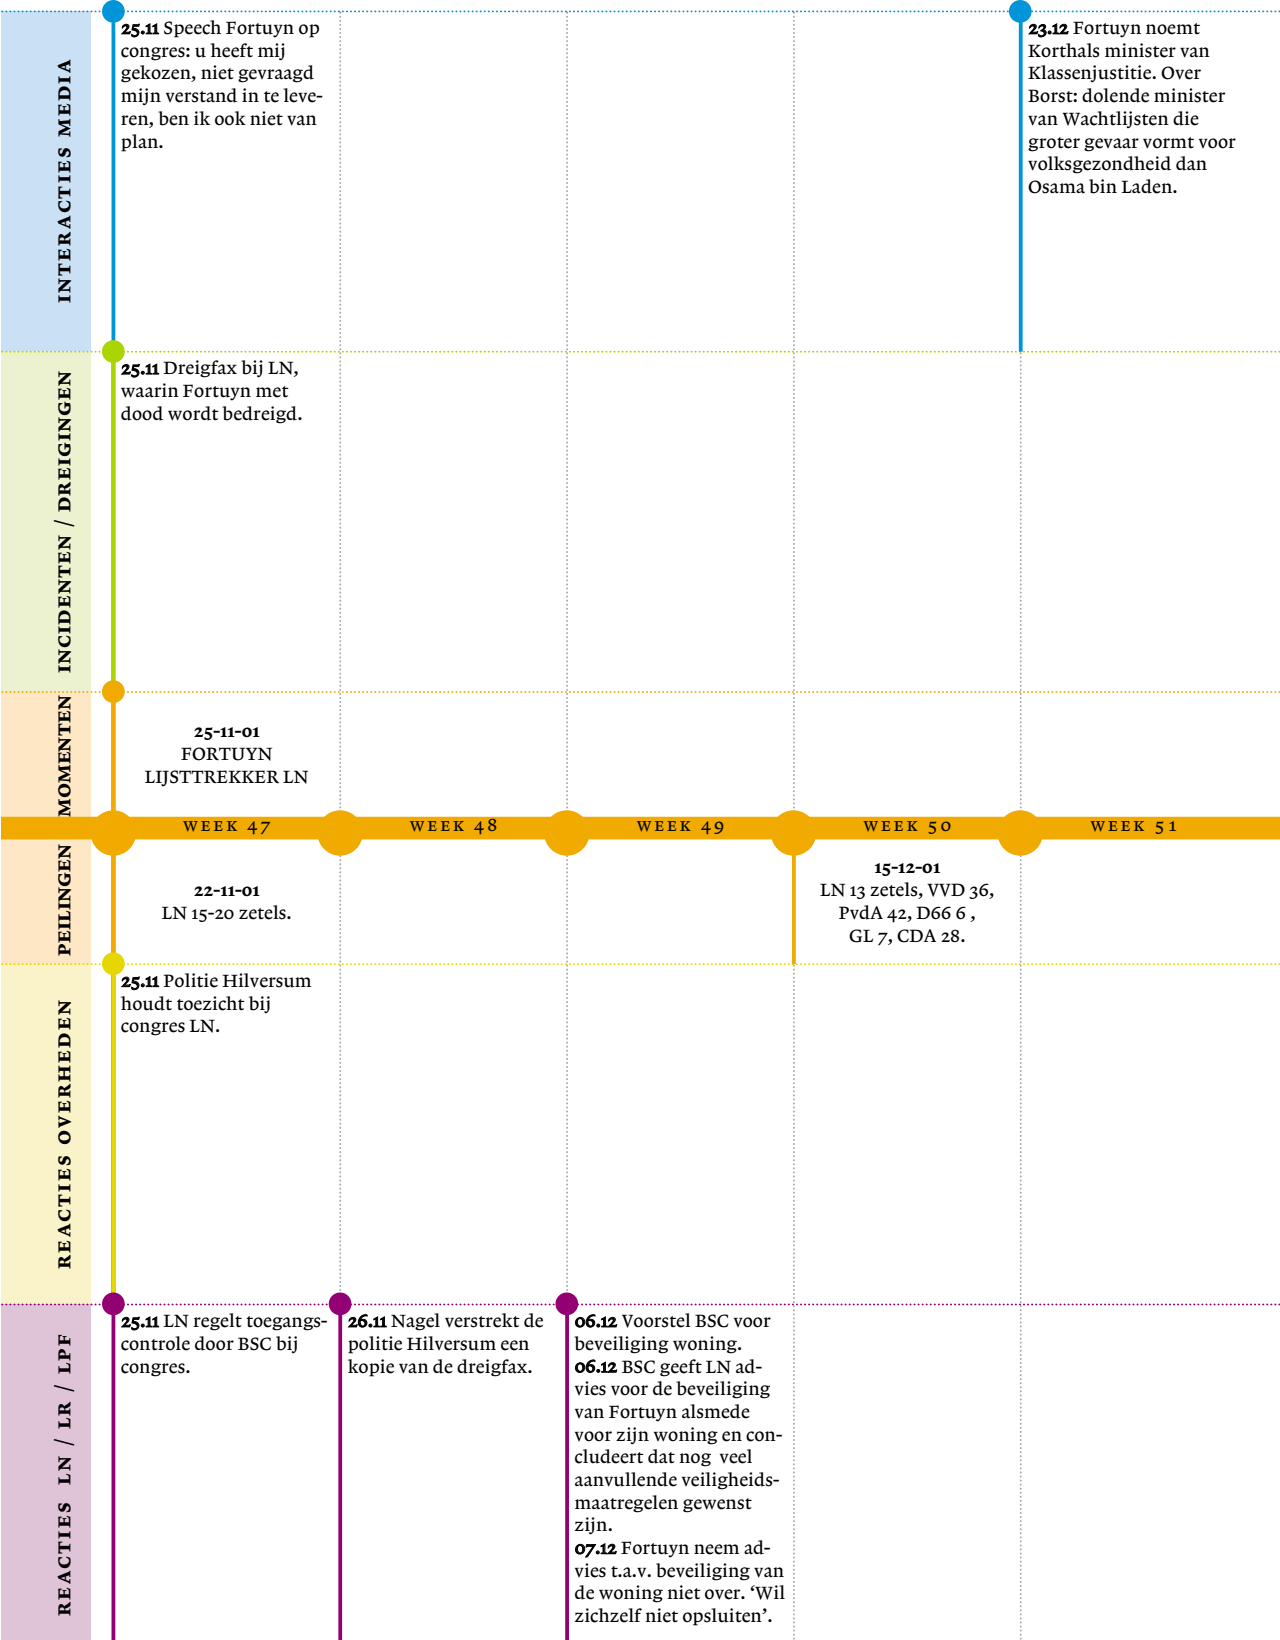 INTERACTIES MEDIA
25.11 Speech Fortuyn op
congres: u heeft mij
gekozen, niet gevraagd
mijn verstand in te leve-
ren, ben ik ook niet van
plan.
23.12 Fortuyn noemt
Korthals minister van
Klassenjustitie. Over
Borst: dolende minister
van Wachtlijsten die
groter gevaar vormt voor
volksgezondheid dan
Osama bin Laden.
INCIDENTEN / DREIGINGEN
25.11 Dreigfax bij LN,
waarin Fortuyn met
dood wordt bedreigd.
MOMENTEN
25-11-01
FORTUYN
LIJSTTREKKER LN
WEEK 47
WEEK 48
WEEK 49
WEEK 50
WEEK 51
PEILINGEN
22-11-01
LN 15-20 zetels.
15-12-01
LN 13 zetels, VVD 36,
PvdA 42, D66 6 ,
GL 7, CDA 28.
REACTIES OVERHEDEN
25.11 Politie Hilversum
houdt toezicht bij
congres LN.
REACTIES LN / LR / LPF
25.11 LN regelt toegangs-
controle door BSC bij
congres.
26.11 Nagel verstrekt de
politie Hilversum een
kopie van de dreigfax.
06.12 Voorstel BSC voor
beveiliging woning.
06.12 BSC geeft LN ad-
vies voor de beveiliging
van Fortuyn alsmede
voor zijn woning en con-
cludeert dat nog veel
aanvullende veiligheids-
maatregelen gewenst
zijn.
07.12 Fortuyn neem ad-
vies t.a.v. beveiliging van
de woning niet over. ‘Wil
zichzelf niet opsluiten’.